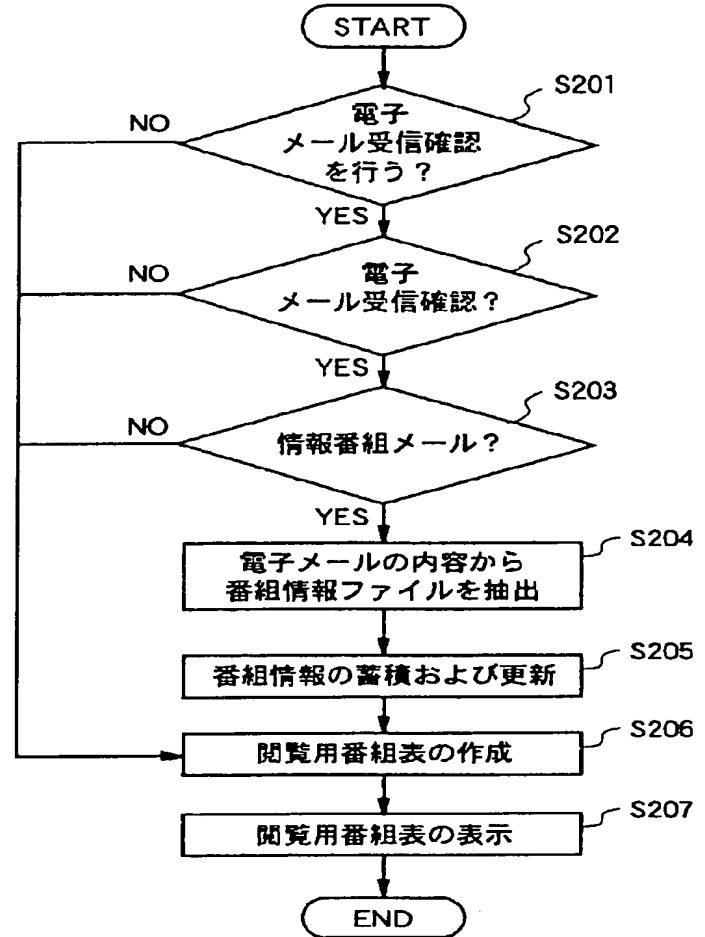 START
S201
電子
メール受信確認
を行う？
NO
YES
S202
電子
メール受信確認？
NO
YES
S203
情報番組メール？
NO
YES
S204
電子メールの内容から
番組情報ファイルを抽出
S205
番組情報の蓄積および更新
S206
閲覧用番組表の作成
S207
閲覧用番組表の表示
END